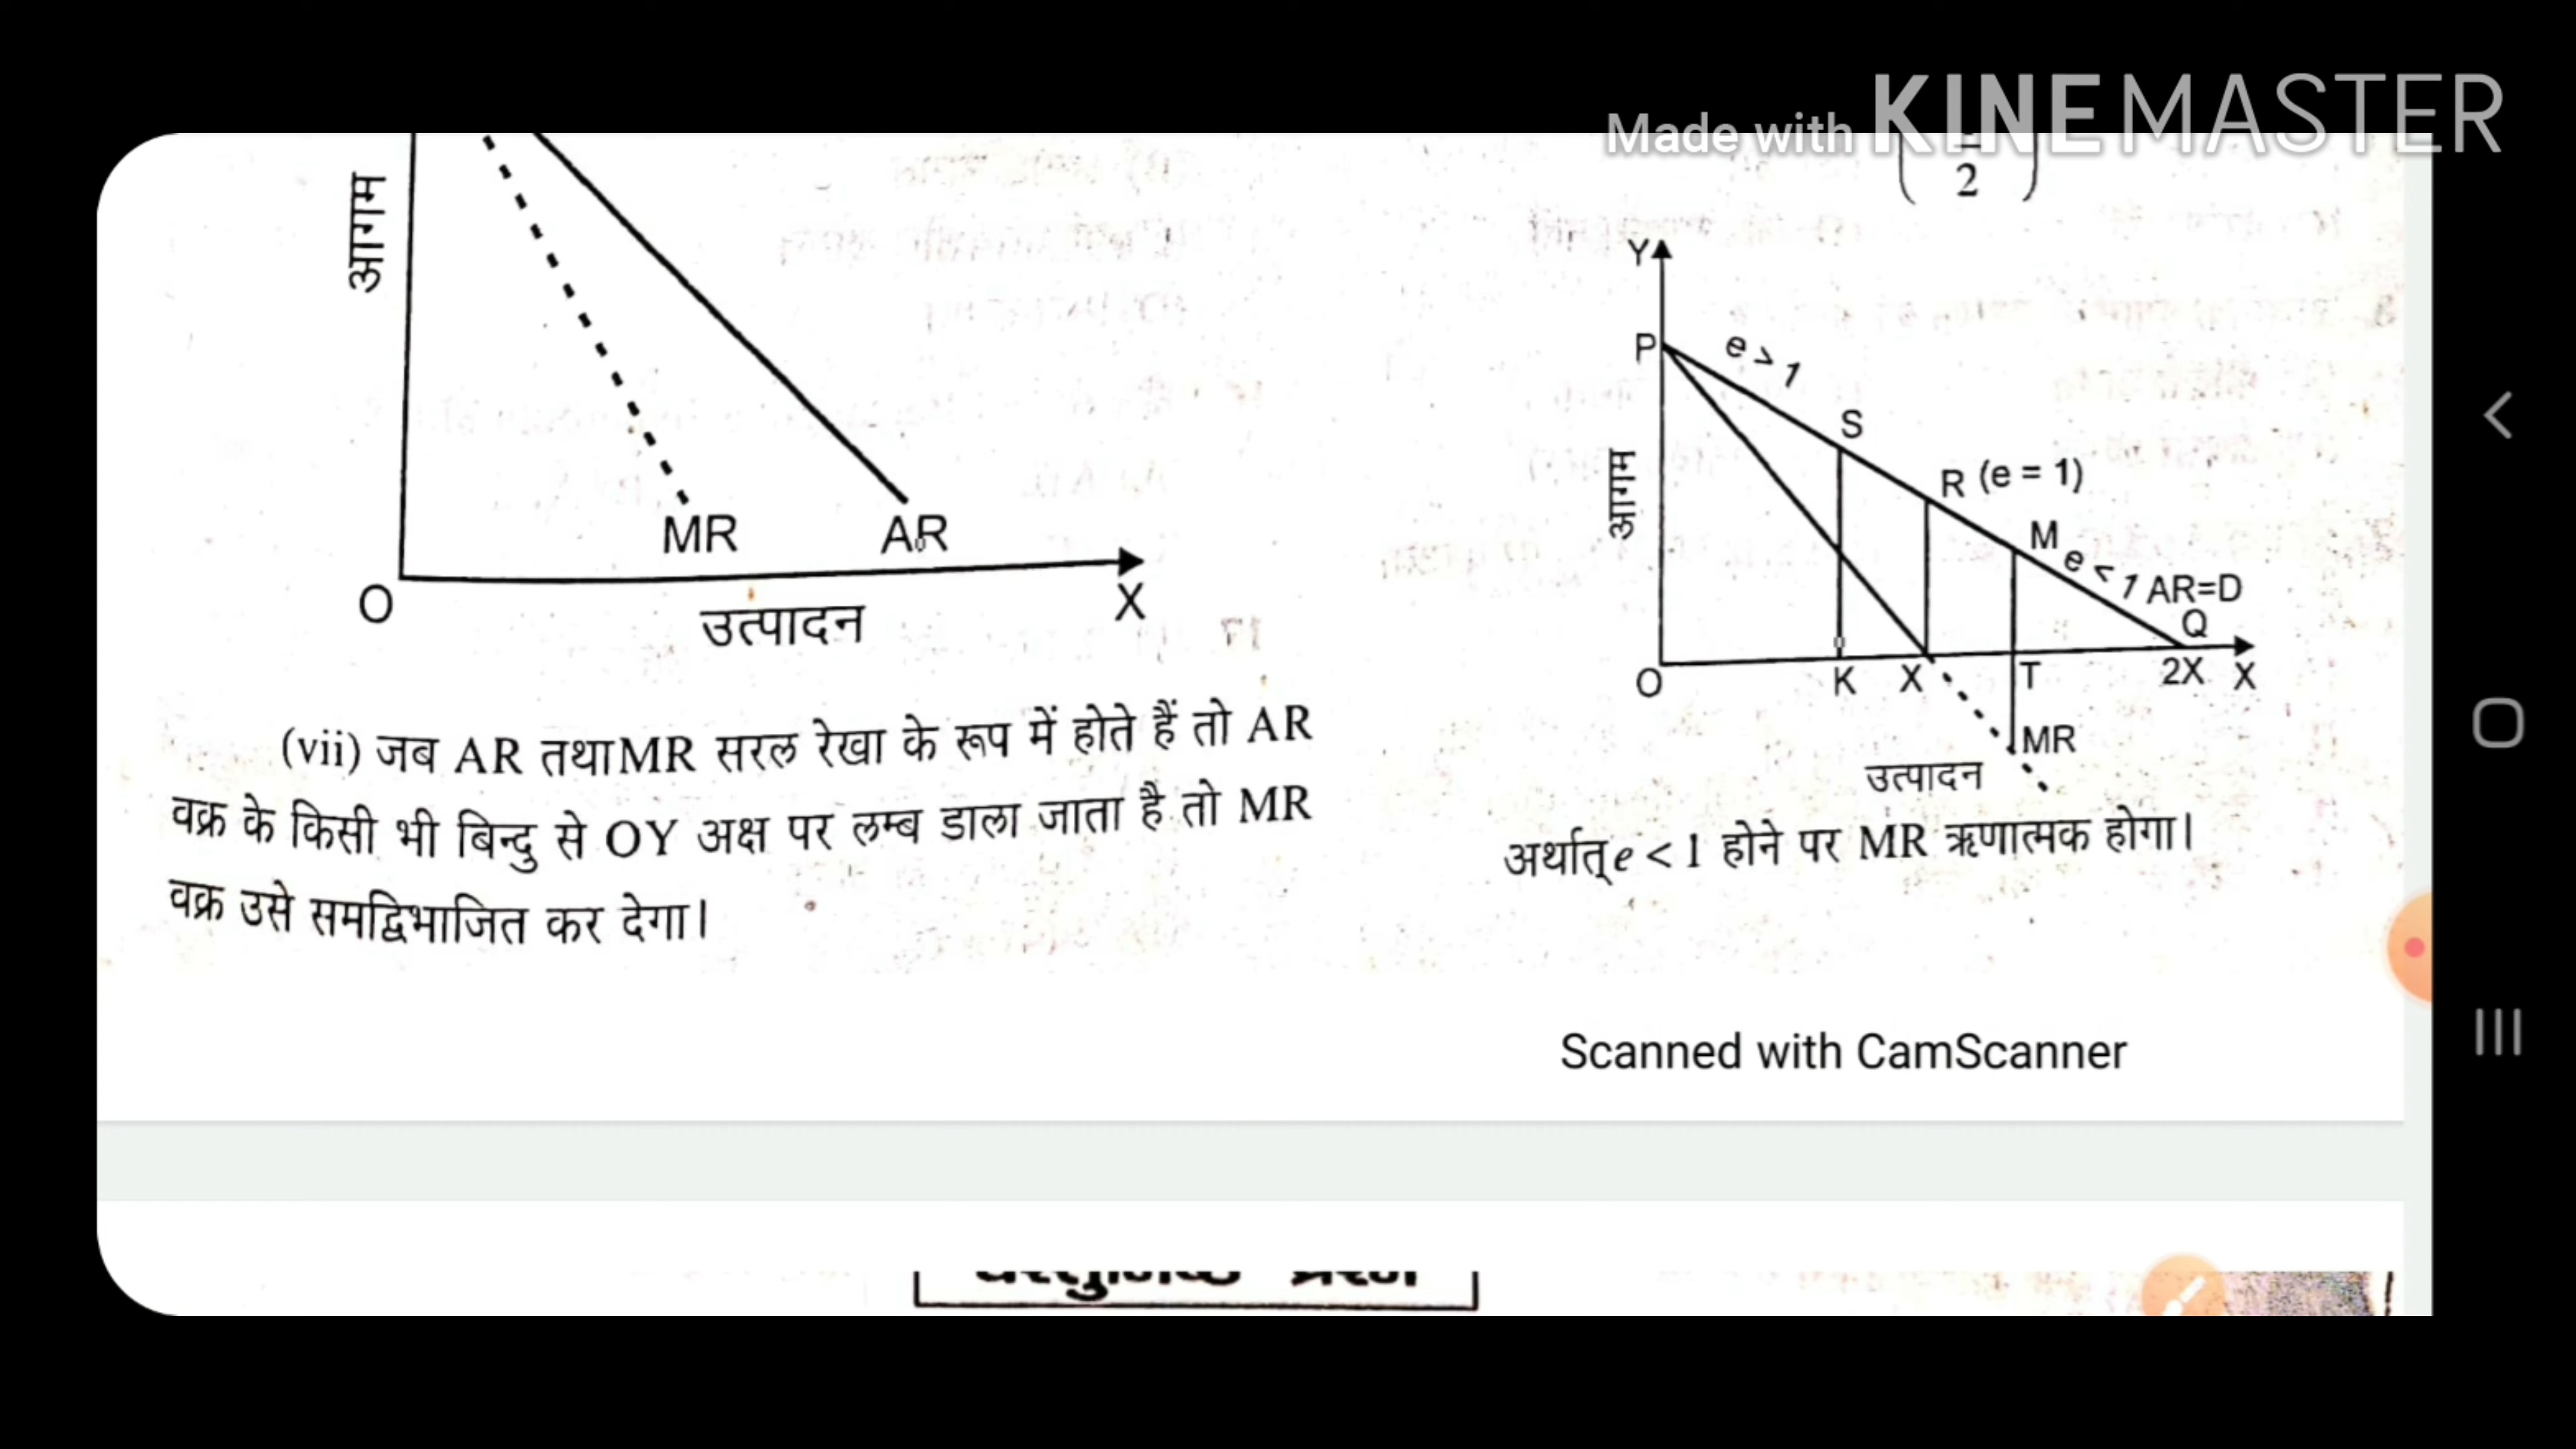 Made with KINEMASTER
2
आगम
MR
AR
O
X
उत्पादन
(vii) जब AR तथा MR सरल रेखा के रूप में होते हैं तो AR
वक्र के किसी भी बिन्दु से OY अक्ष पर लम्ब डाला जाता है तो MR
वक्र उसे समद्विभाजित कर देगा।
Y
P
e > 1
S
R (e = 1)
M
e < 1
AR=D
Q
आगम
O
K
X
T
2X
X
MR
उत्पादन
अर्थात् e < 1 होने पर MR ऋणात्मक होगा।
Scanned with CamScanner